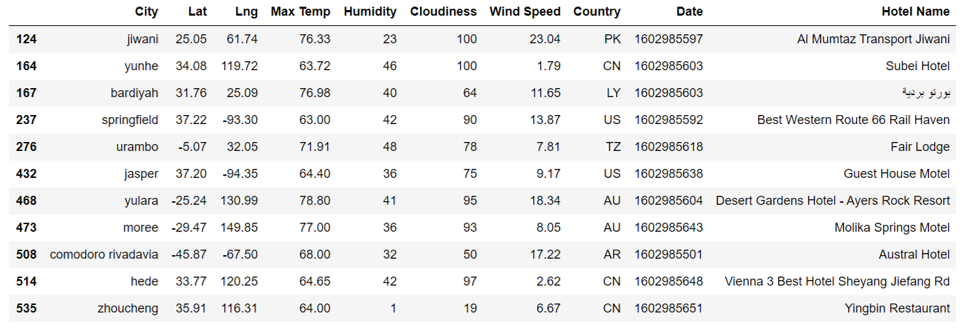 City Lat Lng Max Temp Humidity Cloudiness Wind Speed Country Date Hotel Name
124 jiwani 25.05 61.74 76.33 23 100 23.04 PK 1602985597 Al Mumtaz Transport Jiwani
164 yunhe 34.08 119.72 63.72 46 100 1.79 CN 1602985603 Subei Hotel
167 bardiyah 31.76 25.09 76.98 40 64 11.65 LY 1602985603 بورتو بردية
237 springfield 37.22 -93.30 63.00 42 90 13.87 US 1602985592 Best Western Route 66 Rail Haven
276 urambo -5.07 32.05 71.91 48 78 7.81 TZ 1602985618 Fair Lodge
432 jasper 37.20 -94.35 64.40 36 75 9.17 US 1602985638 Guest House Motel
468 yulara -25.24 130.99 78.80 41 95 18.34 AU 1602985604 Desert Gardens Hotel - Ayers Rock Resort
473 moree -29.47 149.85 77.00 36 93 8.05 AU 1602985643 Molika Springs Motel
508 comodoro rivadavia -45.87 -67.50 68.00 32 50 17.22 AR 1602985501 Austral Hotel
514 hede 33.77 120.25 64.65 42 97 2.62 CN 1602985648 Vienna 3 Best Hotel Sheyang Jiefang Rd
535 zhoucheng 35.91 116.31 64.00 1 19 6.67 CN 1602985651 Yingbin Restaurant